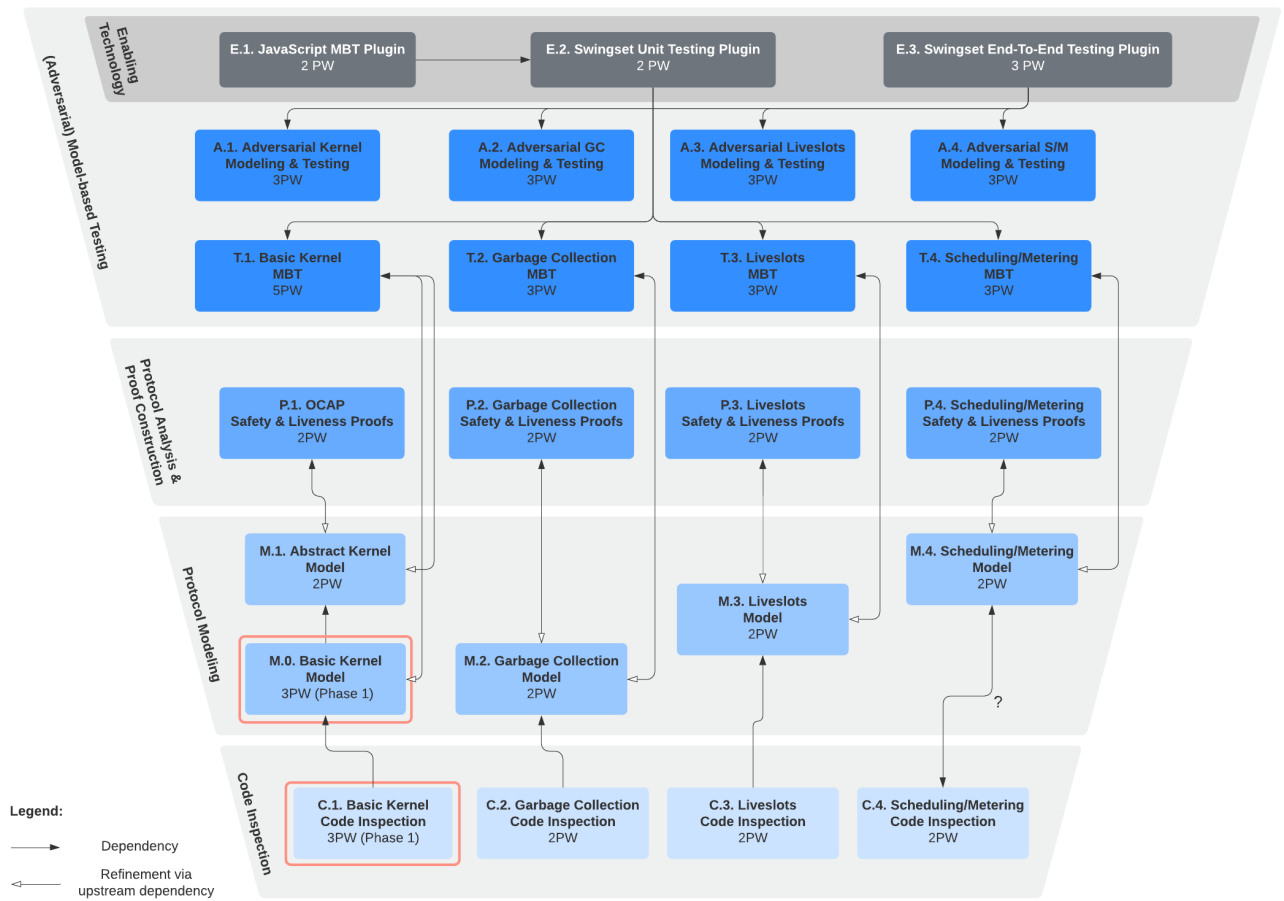 Enabling
Technology
E.1. JavaScript MBT Plugin
2 PW
E.2. Swingset Unit Testing Plugin
2 PW
E.3. Swingset End-To-End Testing Plugin
3 PW
(Adversarial) Model-based Testing
A.1. Adversarial Kernel
Modeling & Testing
3PW
A.2. Adversarial GC
Modeling & Testing
3PW
A.3. Adversarial Liveslots
Modeling & Testing
3PW
A.4. Adversarial S/M
Modeling & Testing
3PW
T.1. Basic Kernel
MBT
5PW
T.2. Garbage Collection
MBT
3PW
T.3. Liveslots
MBT
3PW
T.4. Scheduling/Metering
MBT
3PW
Protocol Analysis &
Proof Construction
P.1. OCAP
Safety & Liveness Proofs
2PW
P.2. Garbage Collection
Safety & Liveness Proofs
2PW
P.3. Liveslots
Safety & Liveness Proofs
2PW
P.4. Scheduling/Metering
Safety & Liveness Proofs
2PW
Protocol Modeling
M.1. Abstract Kernel
Model
2PW
M.4. Scheduling/Metering
Model
2PW
M.3. Liveslots
Model
2PW
M.0. Basic Kernel
Model
3PW (Phase 1)
M.2. Garbage Collection
Model
2PW
?
Code Inspection
C.1. Basic Kernel
Code Inspection
3PW (Phase 1)
C.2. Garbage Collection
Code Inspection
2PW
C.3. Liveslots
Code Inspection
2PW
C.4. Scheduling/Metering
Code Inspection
2PW
Legend:
Dependency
Refinement via
upstream dependency